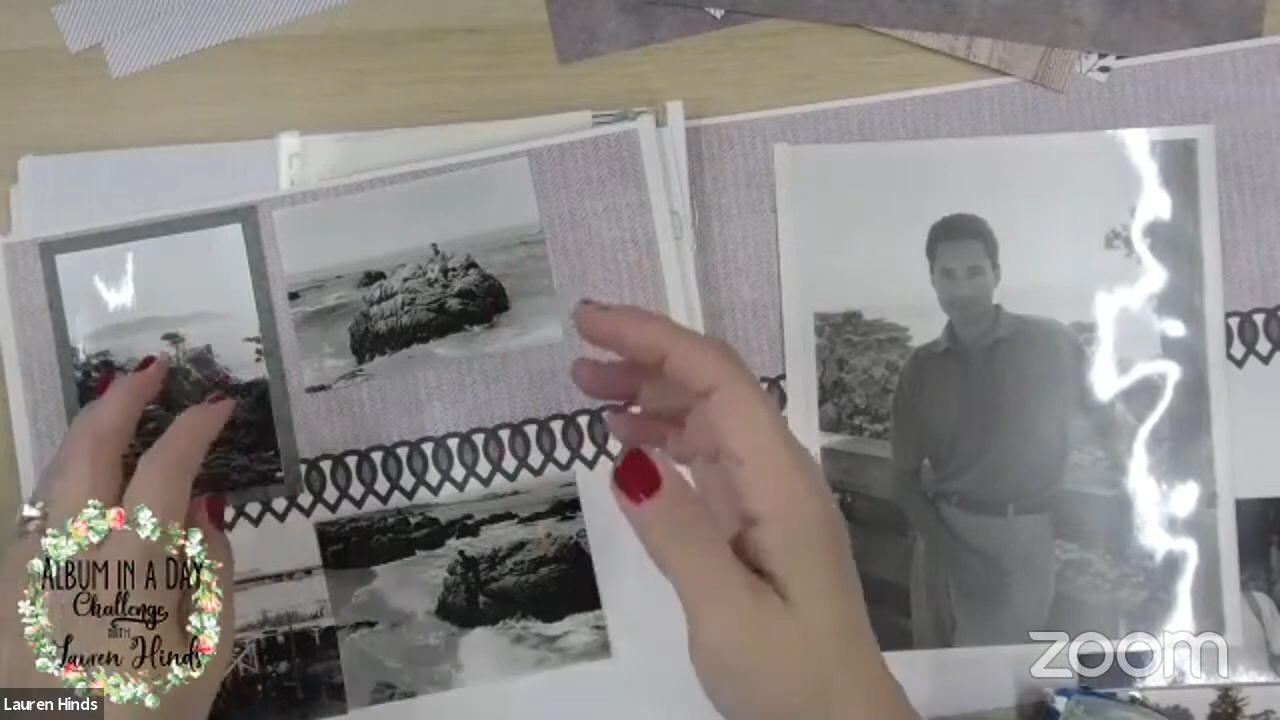 ALBUM IN A DAY
Challenge
WITH
Lauren Hinds
Lauren Hinds
zoom